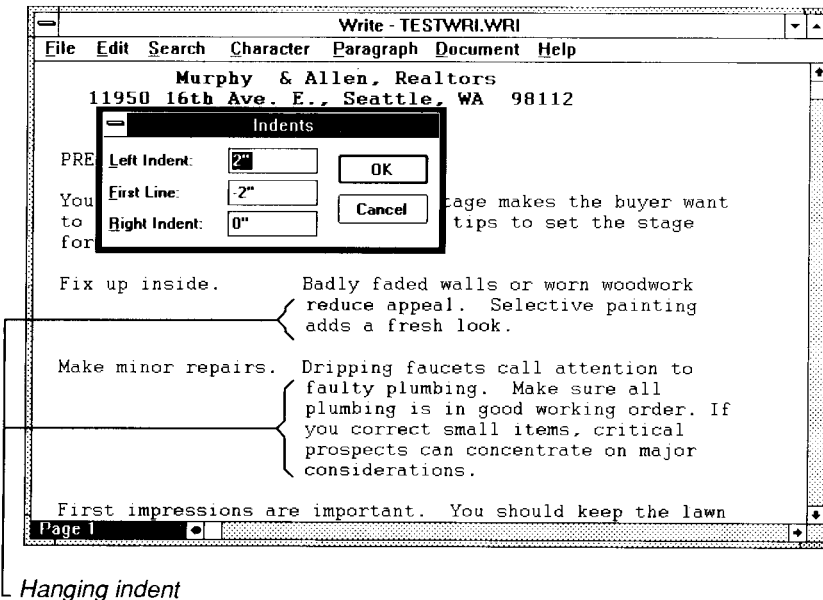 Write - TESTWRI.WRI
File Edit Search Character Paragraph Document Help
Murphy & Allen, Realtors
11950 16th Ave. E., Seattle, WA 98112
Indents
PRE
Left Indent: 2" OK
First Line: -2"
You tage makes the buyer want
Cancel
to tips to set the stage
Right Indent: 0"
for
Fix up inside. Badly faded walls or worn woodwork
reduce appeal. Selective painting
adds a fresh look.
Make minor repairs. Dripping faucets call attention to
faulty plumbing. Make sure all
plumbing is in good working order. If
you correct small items, critical
prospects can concentrate on major
considerations.
First impressions are important. You should keep the lawn
Page 1
Hanging indent